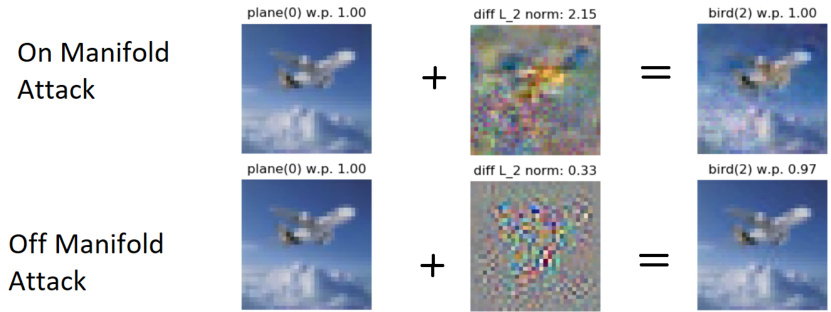 plane(0) w.p. 1.00
diff L_2 norm: 2.15
bird(2) w.p. 1.00
On Manifold
Attack
+
=
plane(0) w.p. 1.00
diff L_2 norm: 0.33
bird(2) w.p. 0.97
Off Manifold
Attack
+
=